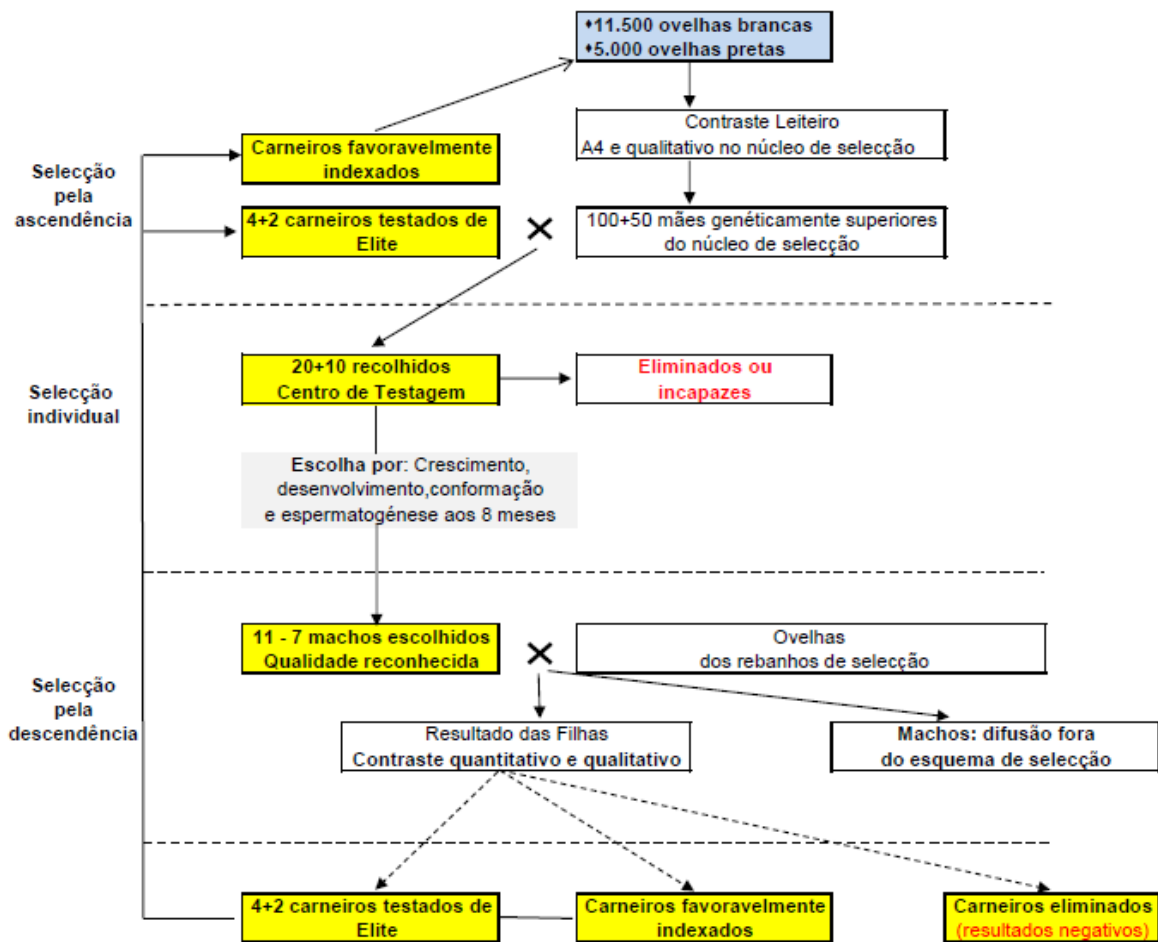 ♦11.500 ovelhas brancas
♦5.000 ovelhas pretas
Contraste Leiteiro
A4 e qualitativo no núcleo de selecção
Carneiros favoravelmente
indexados
Selecção
pela
ascendência
4+2 carneiros testados de
Elite
100+50 mães genéticamente superiores
do núcleo de selecção
20+10 recolhidos
Centro de Testagem
Eliminados ou
incapazes
Selecção
individual
Escolha por: Crescimento,
desenvolvimento,conformação
e espermatogénese aos 8 meses
11 - 7 machos escolhidos
Qualidade reconhecida
Ovelhas
dos rebanhos de selecção
Selecção
pela
descendência
Resultado das Filhas
Contraste quantitativo e qualitativo
Machos: difusão fora
do esquema de selecção
4+2 carneiros testados de
Elite
Carneiros favoravelmente
indexados
Carneiros eliminados
(resultados negativos)